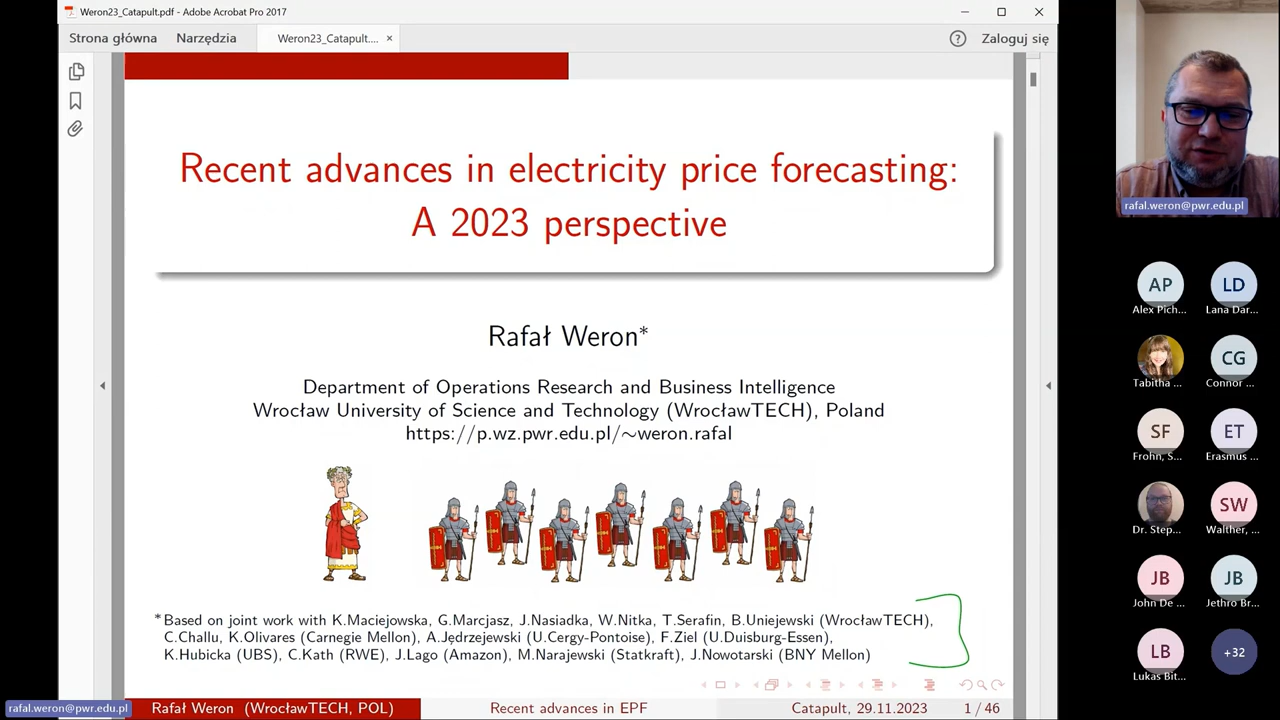 Weron23_Catapult.pdf - Adobe Acrobat Pro 2017
Strona główna
Narzędzia
Weron23_Catapult....
Zaloguj się
Recent advances in electricity price forecasting:
A 2023 perspective
Rafał Weron*
Department of Operations Research and Business Intelligence
Wrocław University of Science and Technology (WrocławTECH), Poland
https://p.wz.pwr.edu.pl/~weron.rafal
*Based on joint work with K.Maciejowska, G.Marcjasz, J.Nasiadka, W.Nitka, T.Serafin, B.Uniejewski (WrocławTECH),
C.Challu, K.Olivares (Carnegie Mellon), A.Jędrzejewski (U.Cergy-Pontoise), F.Ziel (U.Duisburg-Essen),
K.Hubicka (UBS), C.Kath (RWE), J.Lago (Amazon), M.Narajewski (Statkraft), J.Nowotarski (BNY Mellon)
rafal.weron@pwr.edu.pl
Rafał Weron (WrocławTECH, POL)
Recent advances in EPF
Catapult, 29.11.2023
1 / 46
rafal.weron@pwr.edu.pl
AP
Alex Pich...
LD
Lana Dar...
Tabitha ...
CG
Connor ...
SF
Frohn, S...
ET
Erasmus ...
Dr. Step...
SW
Walther, ...
JB
John De ...
JB
Jethro Br...
LB
Lukas Bit...
+32